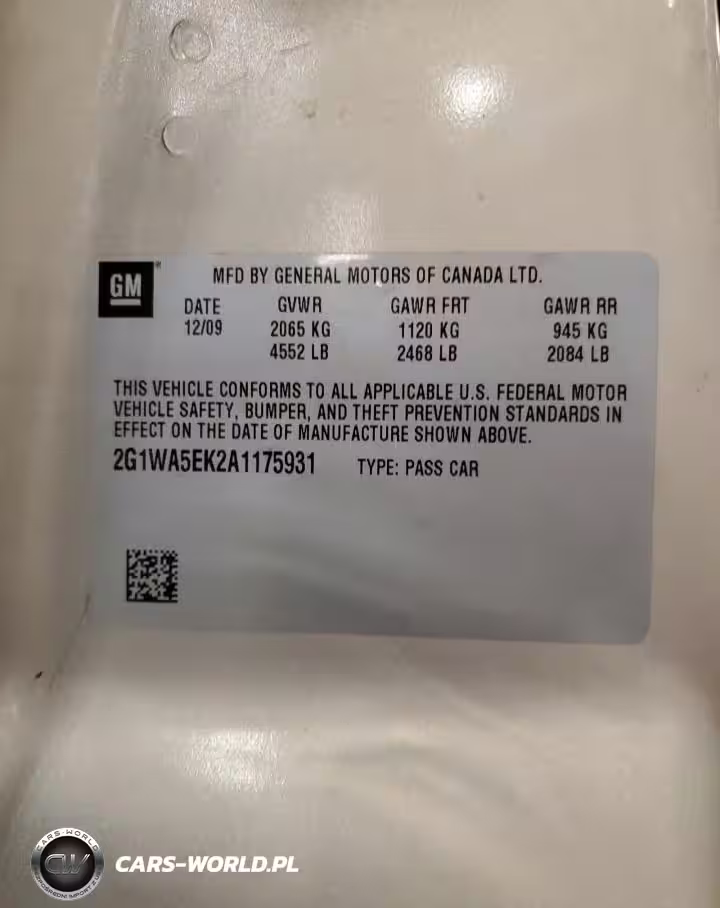 GM
MFD BY GENERAL MOTORS OF CANADA LTD.
DATE GVWR GAWR FRT GAWR RR
12/09 2065 KG 1120 KG 945 KG
4552 LB 2468 LB 2084 LB
THIS VEHICLE CONFORMS TO ALL APPLICABLE U.S. FEDERAL MOTOR
VEHICLE SAFETY, BUMPER, AND THEFT PREVENTION STANDARDS IN
EFFECT ON THE DATE OF MANUFACTURE SHOWN ABOVE.
2G1WA5EK2A1175931 TYPE: PASS CAR
CARS-WORLD
CW
CARS-WORLD.PL